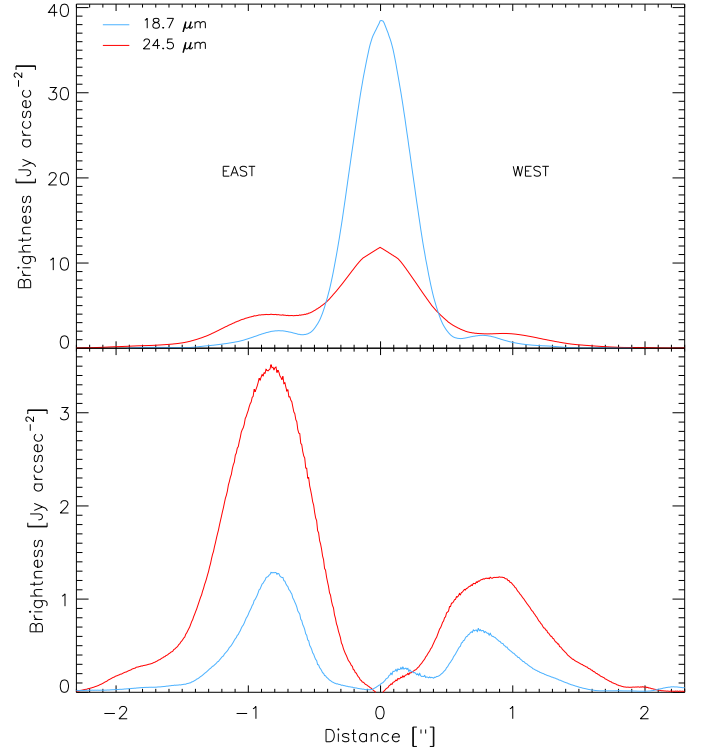 18.7 μm
24.5 μm
EAST
WEST
Brightness [Jy arcsec⁻²]
40
30
20
10
0
Brightness [Jy arcsec⁻²]
3
2
1
0
-2 -1 0 1 2
Distance ["]